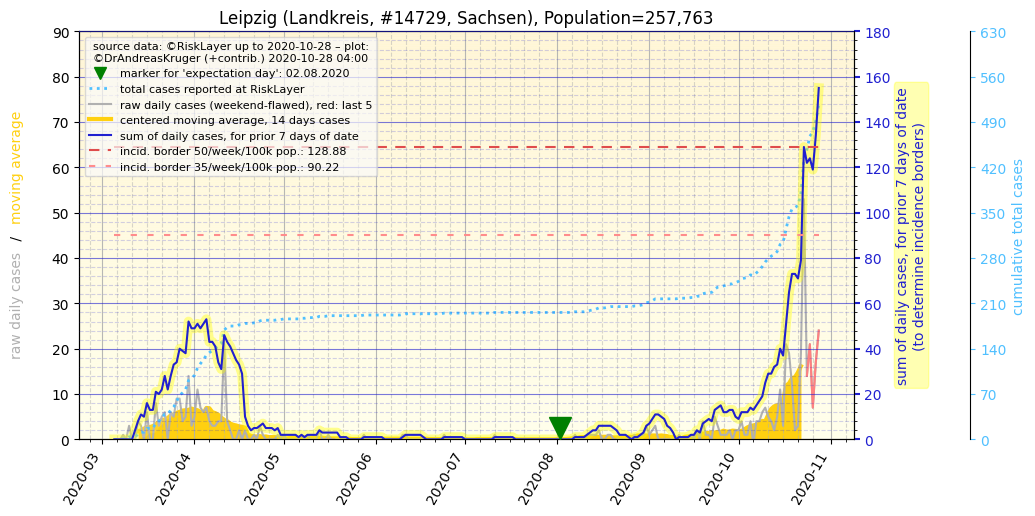 Leipzig (Landkreis, #14729, Sachsen), Population=257,763
source data: ©RiskLayer up to 2020-10-28 – plot:
©DrAndreasKruger (+contrib.) 2020-10-28 04:00
marker for 'expectation day': 02.08.2020
total cases reported at RiskLayer
raw daily cases (weekend-flawed), red: last 5
centered moving average, 14 days cases
sum of daily cases, for prior 7 days of date
incid. border 50/week/100k pop.: 128.88
incid. border 35/week/100k pop.: 90.22
raw daily cases / moving average
90
80
70
60
50
40
30
20
10
0
2020-03
2020-04
2020-05
2020-06
2020-07
2020-08
2020-09
2020-10
2020-11
180
160
140
120
100
80
60
40
20
0
sum of daily cases, for prior 7 days of date
(to determine incidence borders)
630
560
490
420
350
280
210
140
70
0
cumulative total cases